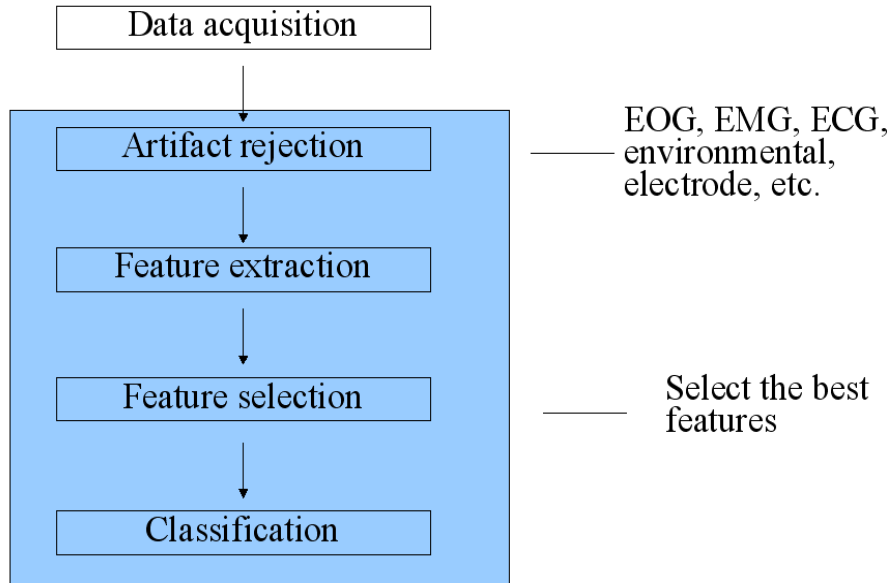 Data acquisition
Artifact rejection
EOG, EMG, ECG,
environmental,
electrode, etc.
Feature extraction
Feature selection
Select the best
features
Classification